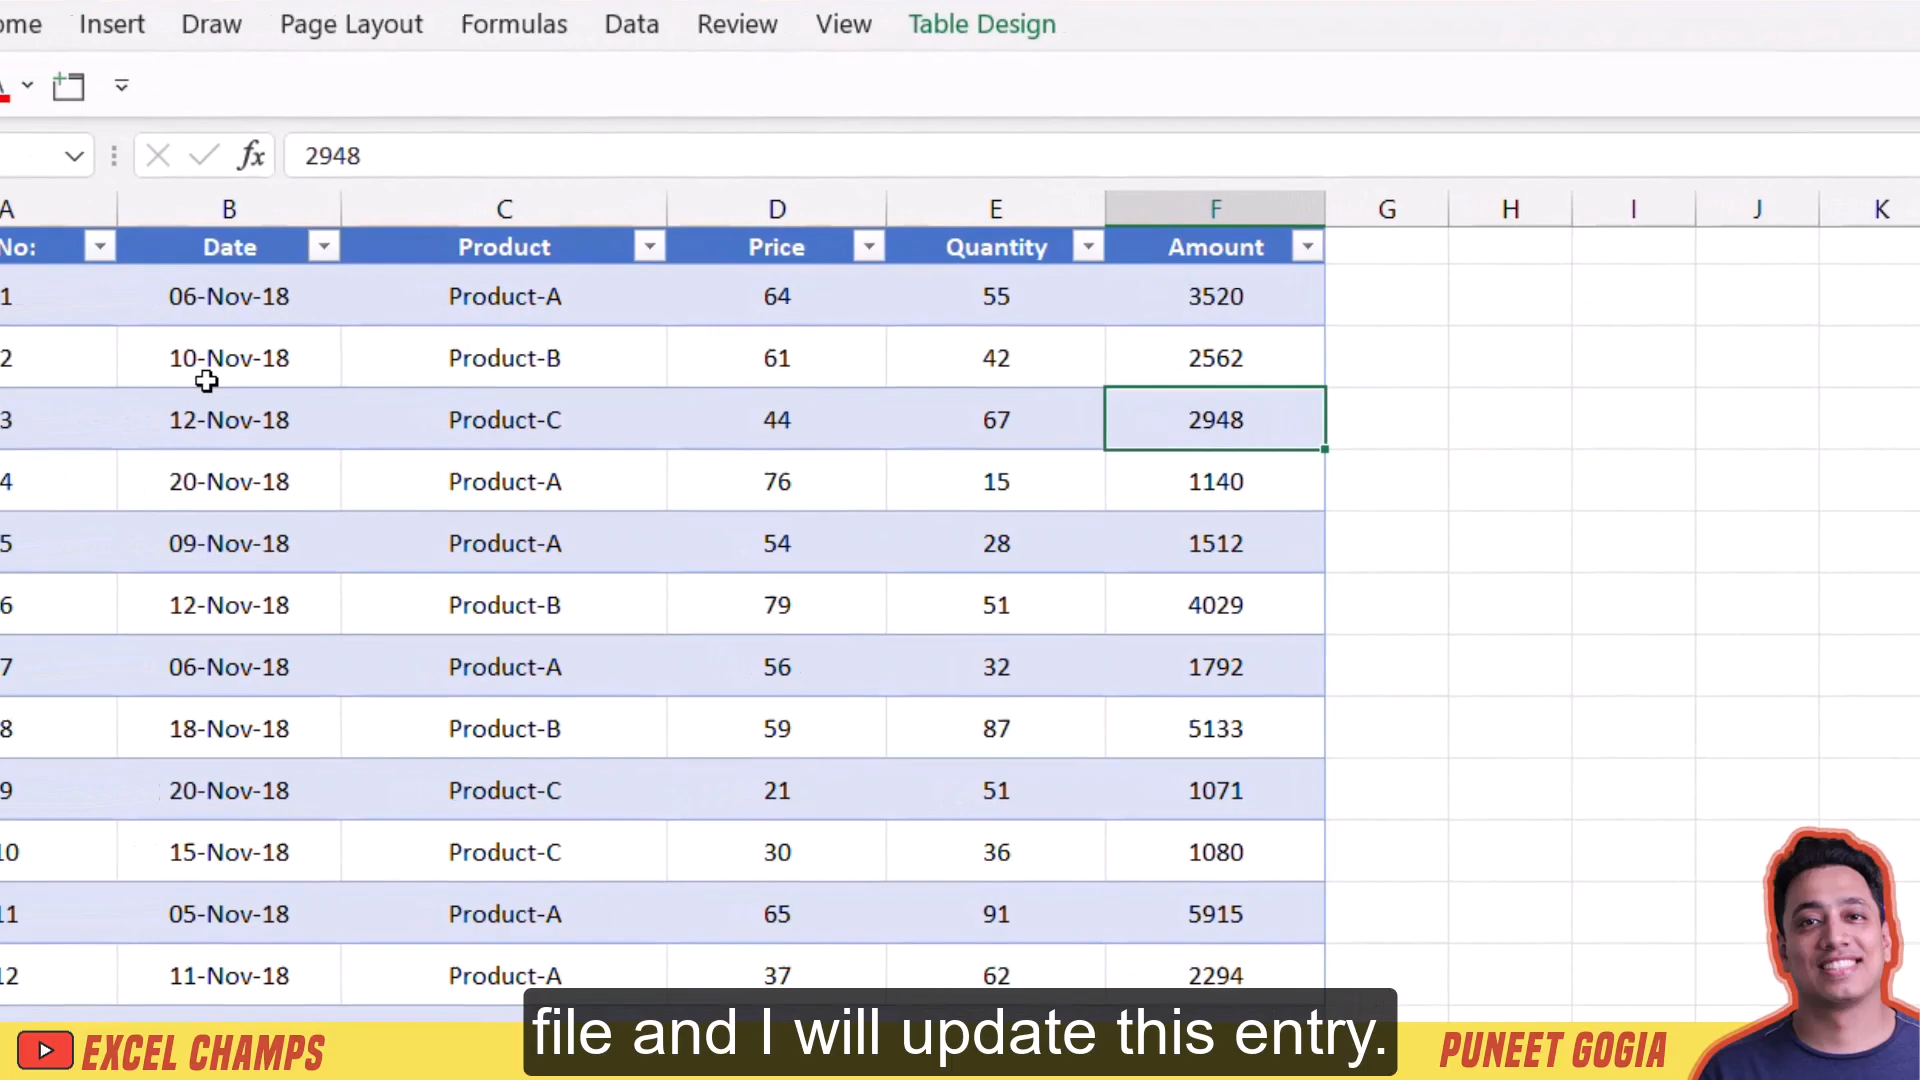 ome Insert Draw Page Layout Formulas Data Review View Table Design
fx 2948
A B C D E F G H I J K
No: Date Product Price Quantity Amount
1 06-Nov-18 Product-A 64 55 3520
2 10-Nov-18 Product-B 61 42 2562
3 12-Nov-18 Product-C 44 67 2948
4 20-Nov-18 Product-A 76 15 1140
5 09-Nov-18 Product-A 54 28 1512
6 12-Nov-18 Product-B 79 51 4029
7 06-Nov-18 Product-A 56 32 1792
8 18-Nov-18 Product-B 59 87 5133
9 20-Nov-18 Product-C 21 51 1071
10 15-Nov-18 Product-C 30 36 1080
11 05-Nov-18 Product-A 65 91 5915
12 11-Nov-18 Product-A 37 62 2294
file and I will update this entry.
EXCEL CHAMPS PUNEET GOGIA